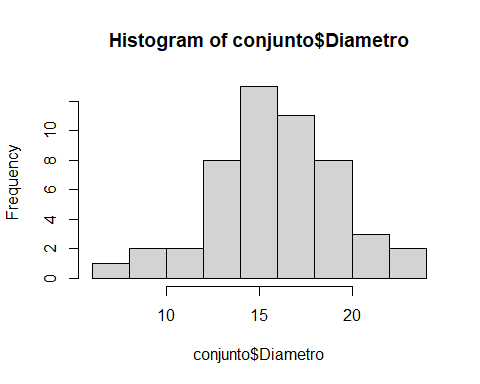 Histogram of conjunto$Diametro
Frequency
0 2 4 6 8 10
10 15 20
conjunto$Diametro